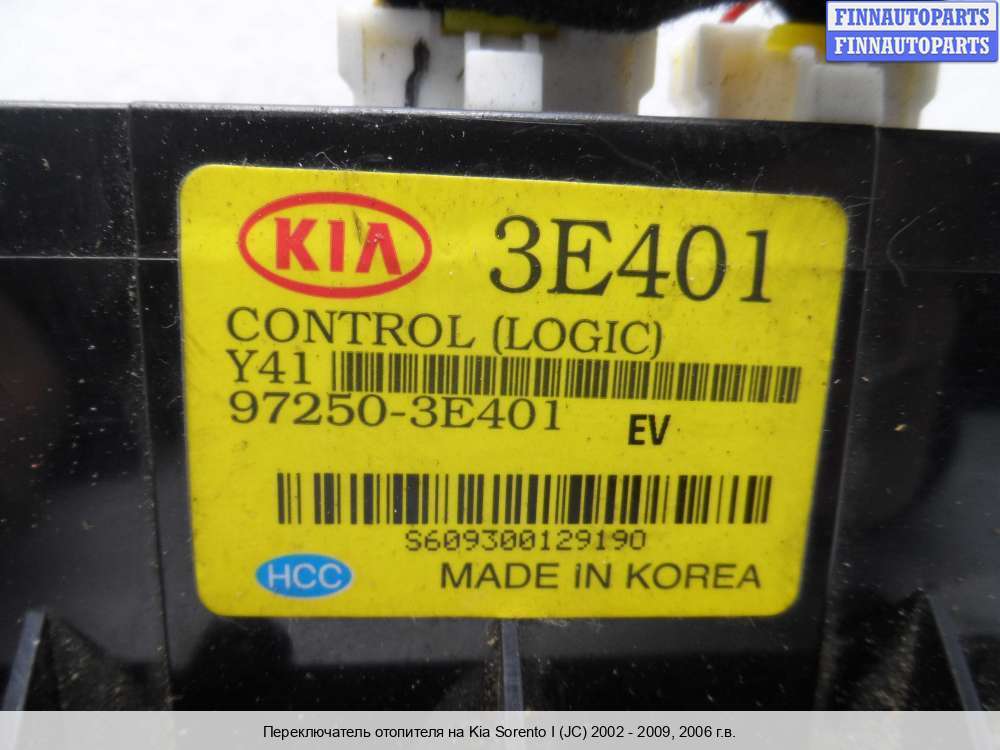 FINNAUTOPARTS
FINNAUTOPARTS
KIA 3E401
CONTROL (LOGIC)
Y41
97250-3E401 EV
S609300129190
HCC MADE IN KOREA
Переключатель отопителя на Kia Sorento I (JC) 2002 - 2009, 2006 г.в.